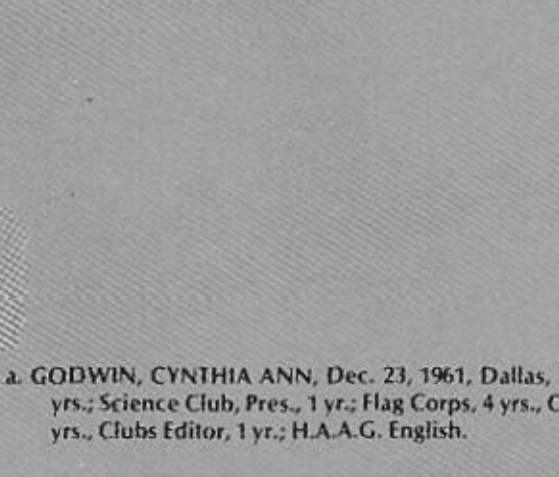 a. GODWIN, CYNTHIA ANN, Dec. 23, 1961, Dallas,
yrs.; Science Club, Pres., 1 yr.; Flag Corps, 4 yrs.,
yrs., Clubs Editor, 1 yr.; H.A.A.G. English.